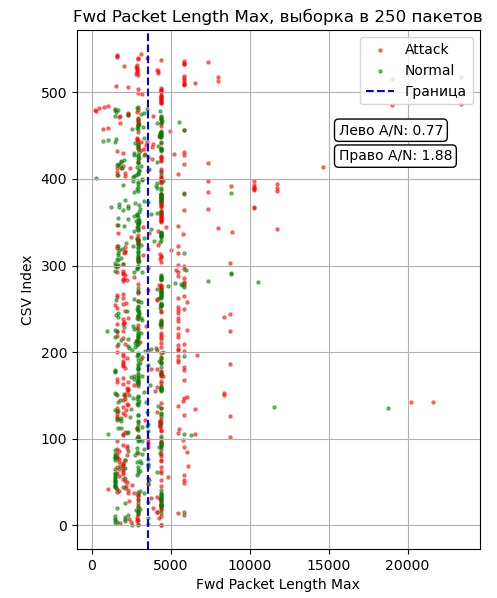 Fwd Packet Length Max, выборка в 250 пакетов
Attack
Normal
Граница
Лево A/N: 0.77
Право A/N: 1.88
CSV Index
500
400
300
200
100
0
0 5000 10000 15000 20000
Fwd Packet Length Max